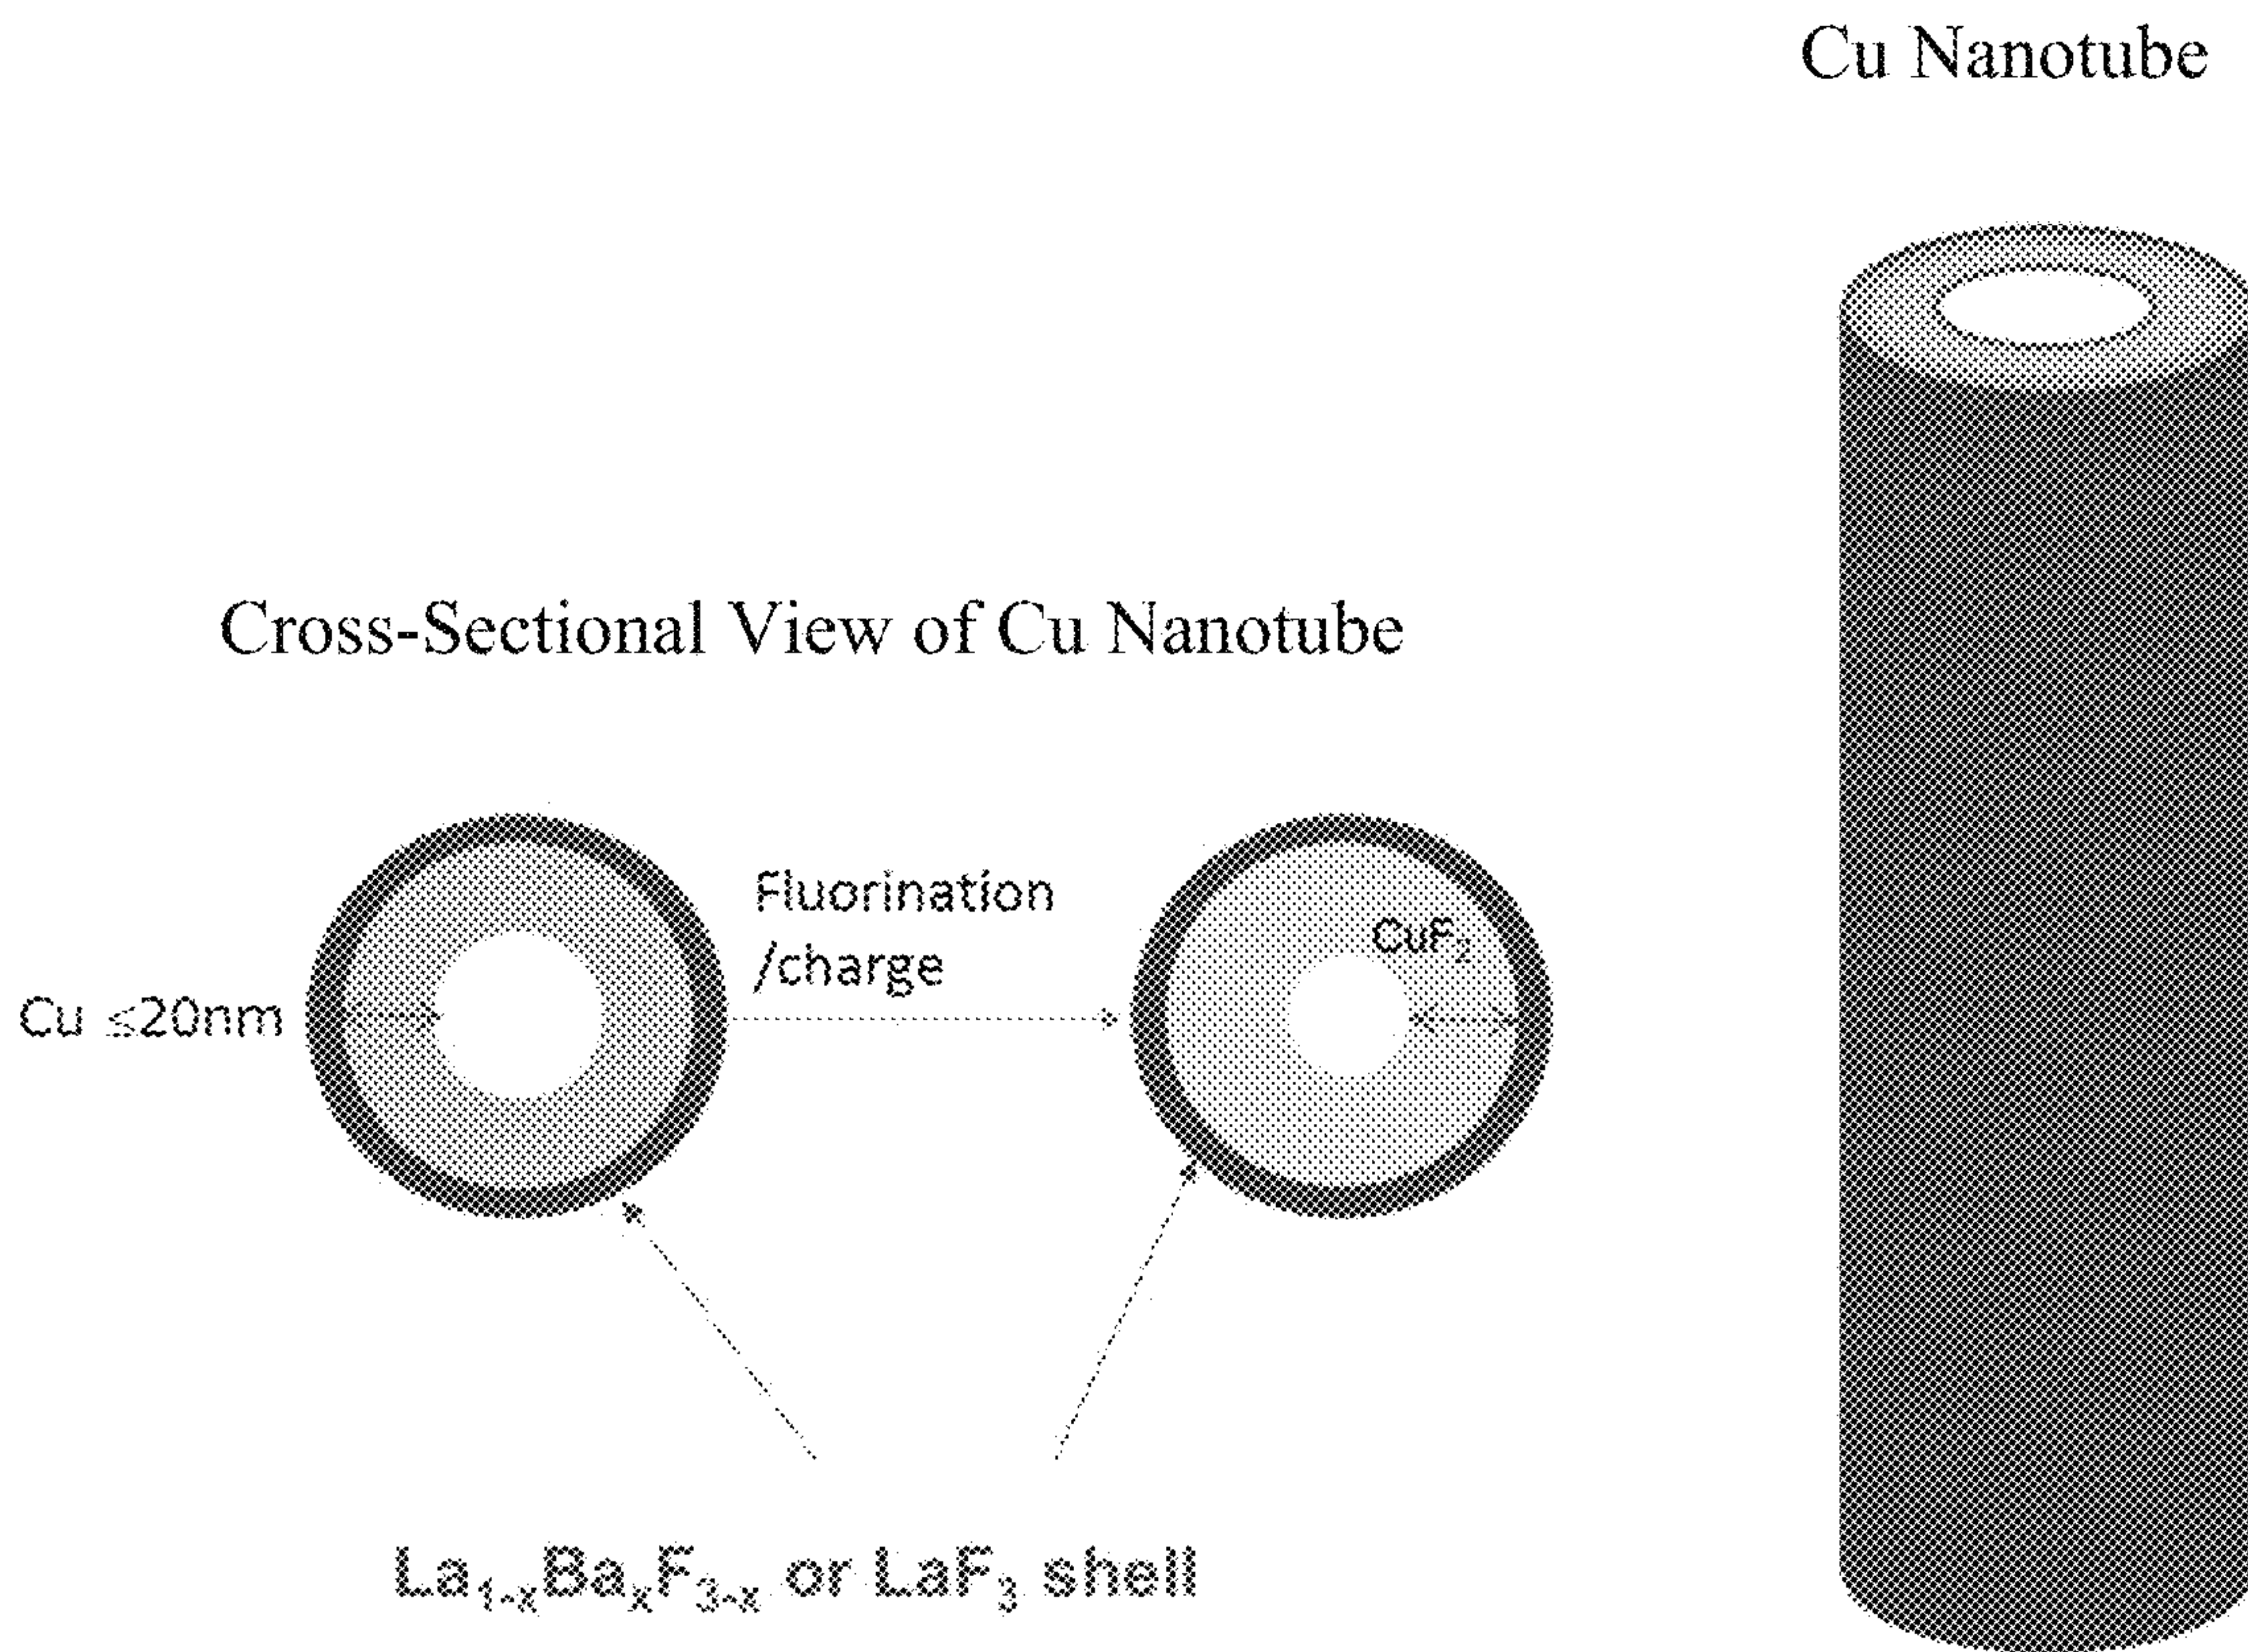 Cu Nanotube
Cross-Sectional View of Cu Nanotube
Fluorination
/charge
CuF₂
Cu ≤20nm
La₁₋ₓBaₓF₃₋ₓ or LaF₃ shell